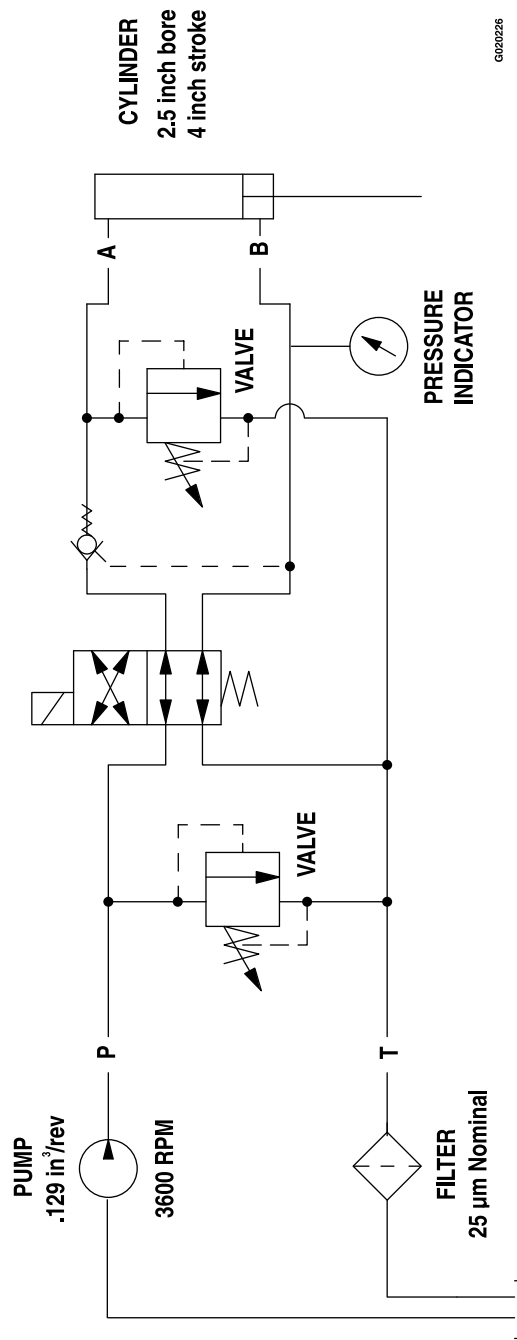 PUMP
.129 in³/rev
3600 RPM
P
FILTER
25 µm Nominal
T
VALVE
VALVE
A
B
CYLINDER
2.5 inch bore
4 inch stroke
PRESSURE
INDICATOR
G020226